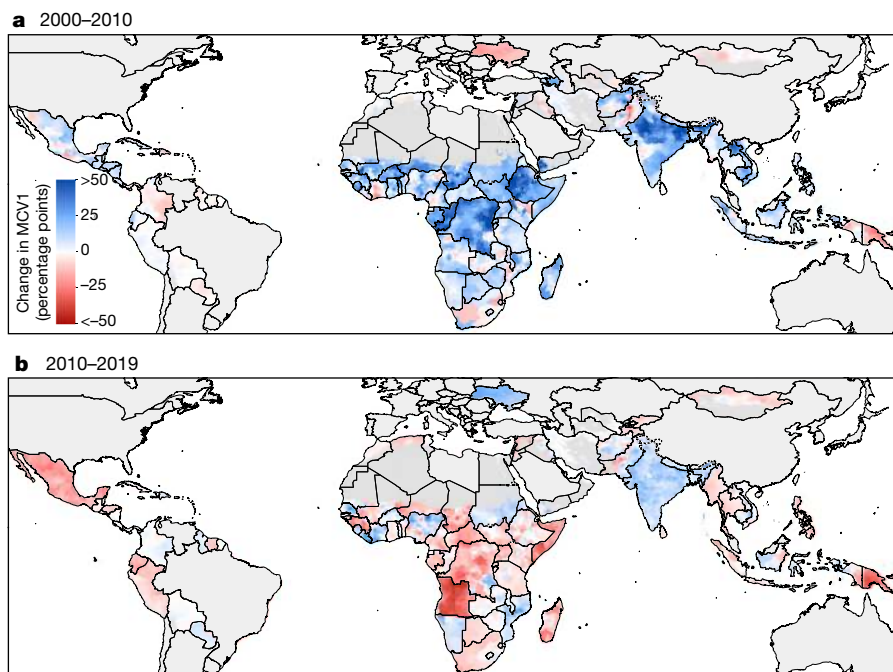 a 2000–2010
Change in MCV1
(percentage points)
>50
25
0
−25
<−50
b 2010–2019